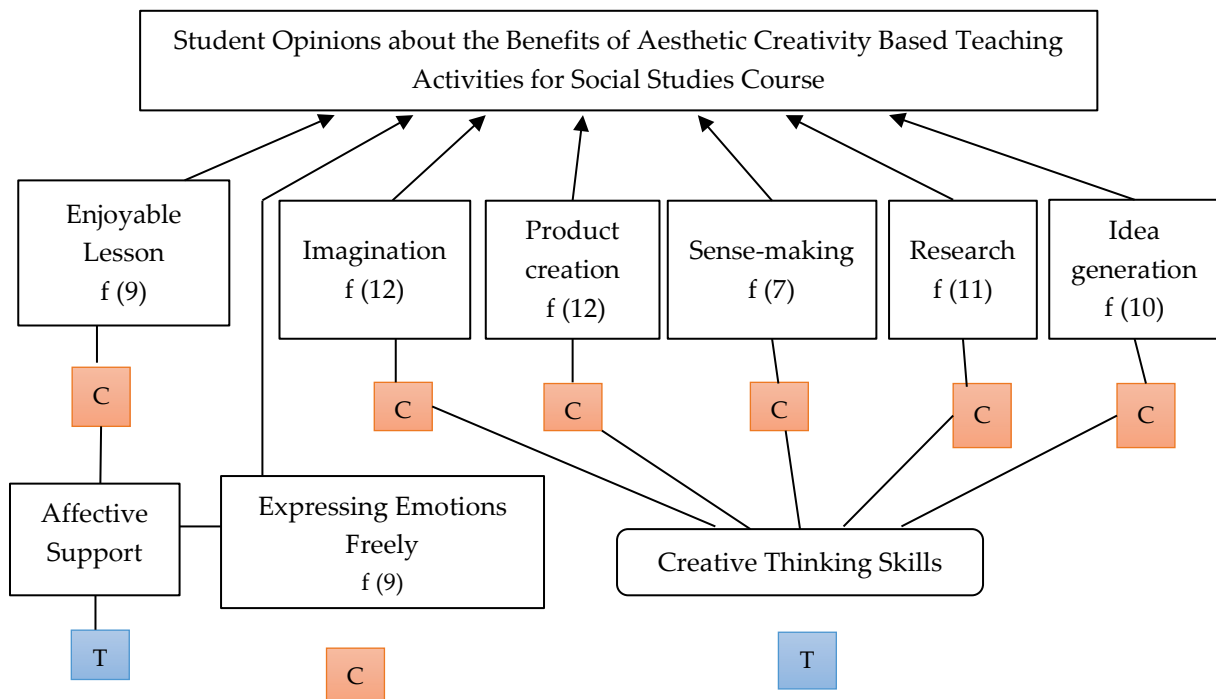 Student Opinions about the Benefits of Aesthetic Creativity Based Teaching
Activities for Social Studies Course
Enjoyable
Lesson
f (9)
Imagination
f (12)
Product
creation
f (12)
Sense-making
f (7)
Research
f (11)
Idea
generation
f (10)
C
C
C
C
C
C
Affective
Support
Expressing Emotions
Freely
f (9)
Creative Thinking Skills
T
C
T